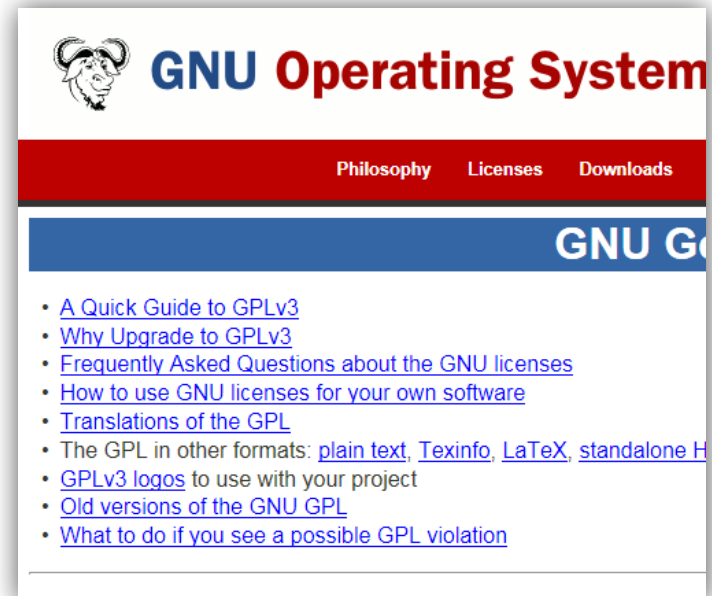 GNU Operating System
Philosophy Licenses Downloads
GNU G
• A Quick Guide to GPLv3
• Why Upgrade to GPLv3
• Frequently Asked Questions about the GNU licenses
• How to use GNU licenses for your own software
• Translations of the GPL
• The GPL in other formats: plain text, Texinfo, LaTeX, standalone H
• GPLv3 logos to use with your project
• Old versions of the GNU GPL
• What to do if you see a possible GPL violation